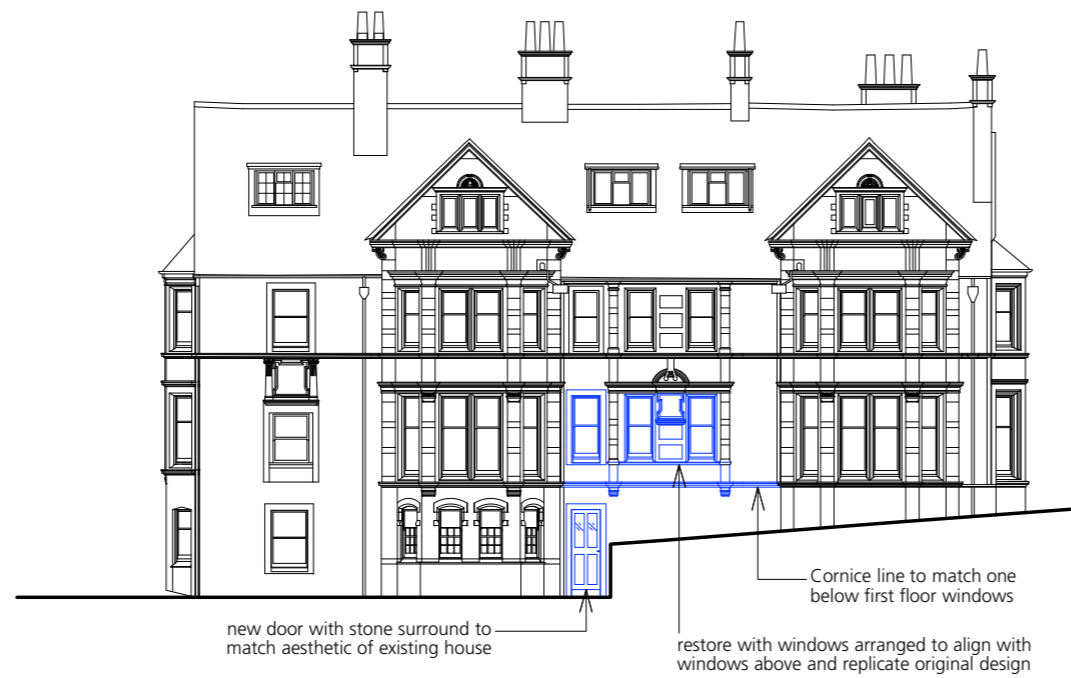 Cornice line to match one
below first floor windows
new door with stone surround to
match aesthetic of existing house
restore with windows arranged to align with
windows above and replicate original design